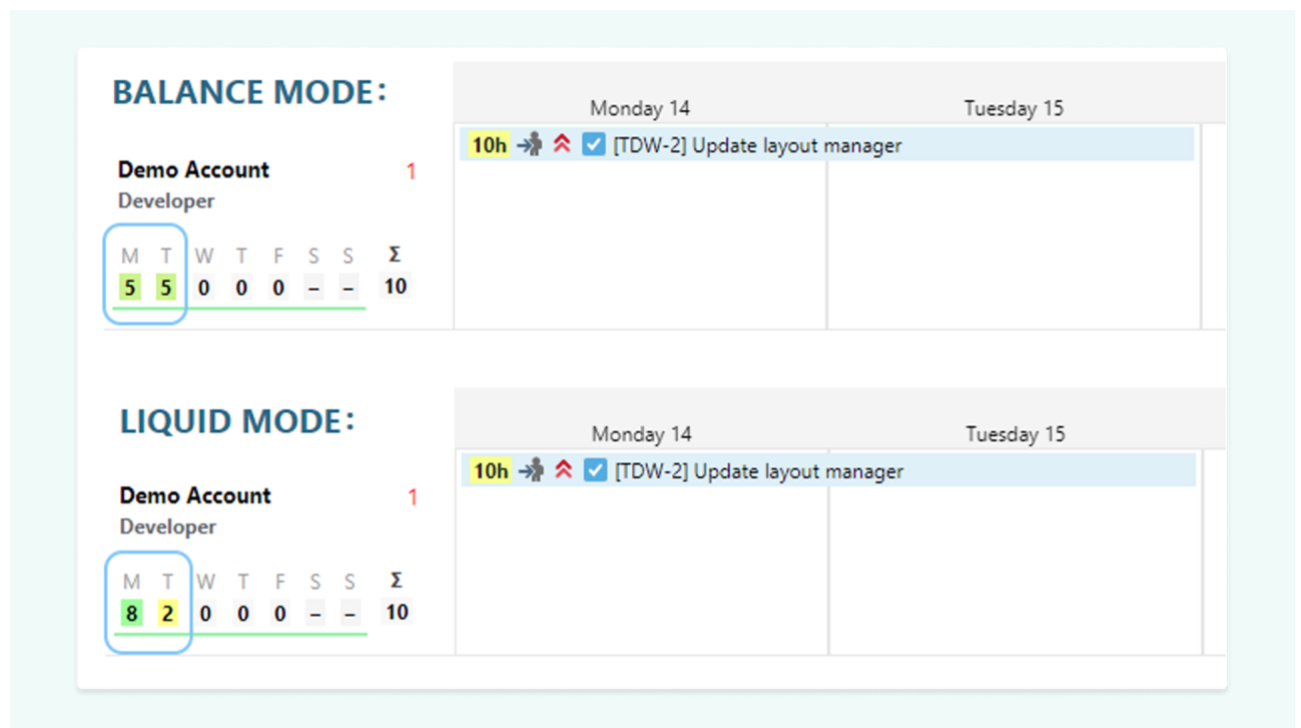 BALANCE MODE:
Monday 14 Tuesday 15
10h [TDW-2] Update layout manager
Demo Account 1
Developer
M T W T F S S Σ
5 5 0 0 0 – – 10
LIQUID MODE:
Monday 14 Tuesday 15
10h [TDW-2] Update layout manager
Demo Account 1
Developer
M T W T F S S Σ
8 2 0 0 0 – – 10